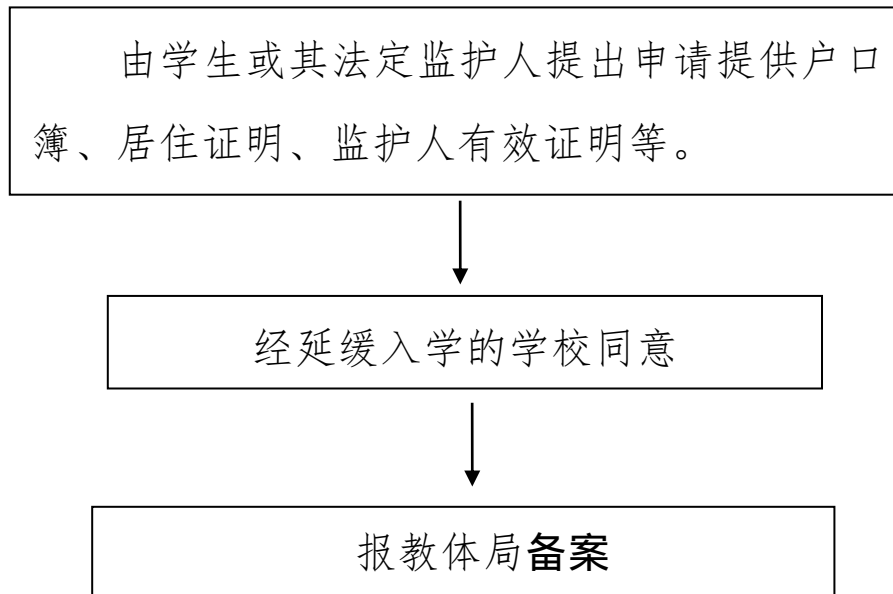 由学生或其法定监护人提出申请提供户口
簿、居住证明、监护人有效证明等。
经延缓入学的学校同意
报教体局备案